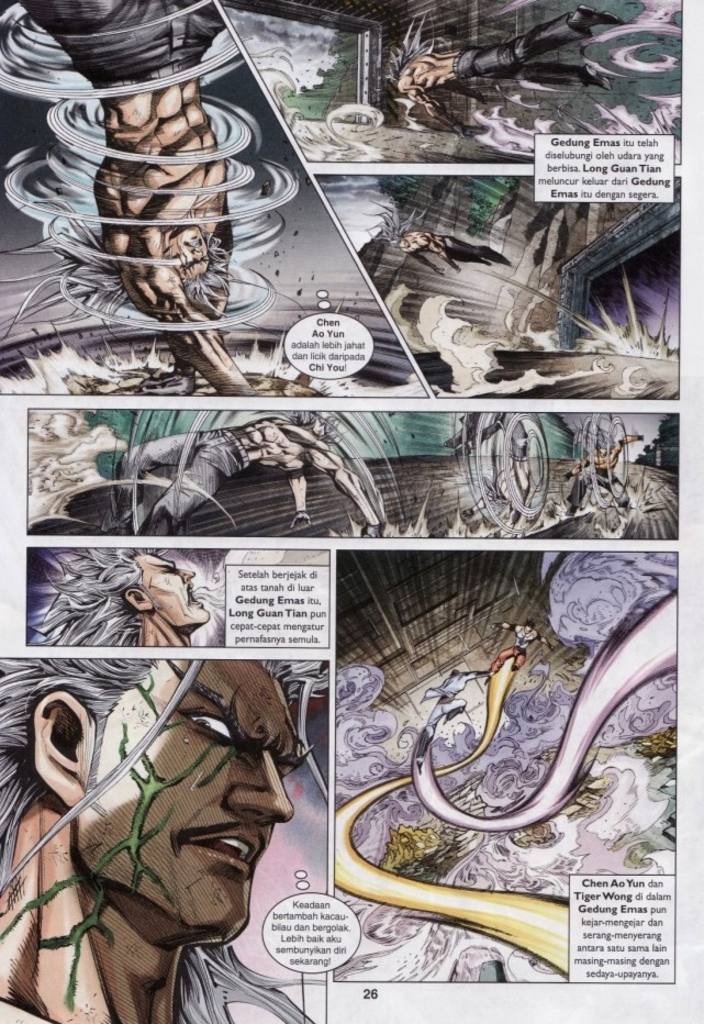 Gedung Emas itu telah
diselubungi oleh udara yang
berbisa. Long Guan Tian
meluncur keluar dari Gedung
Emas itu dengan segera.
Chen
Ao Yun
adalah lebih jahat
dan licik daripada
Chi You!
Setelah berjejak di
atas tanah di luar
Gedung Emas itu,
Long Guan Tian pun
cepat-cepat mengatur
pernafasnya semula.
Keadaan
bertambah kacau-
bilau dan bergolak.
Lebih baik aku
sembunyikan diri
sekarang!
Chen Ao Yun dan
Tiger Wong di dalam
Gedung Emas pun
kejar-mengejar dan
serang-menyerang
antara satu sama lain
masing-masing dengan
sedaya-upayanya.
26